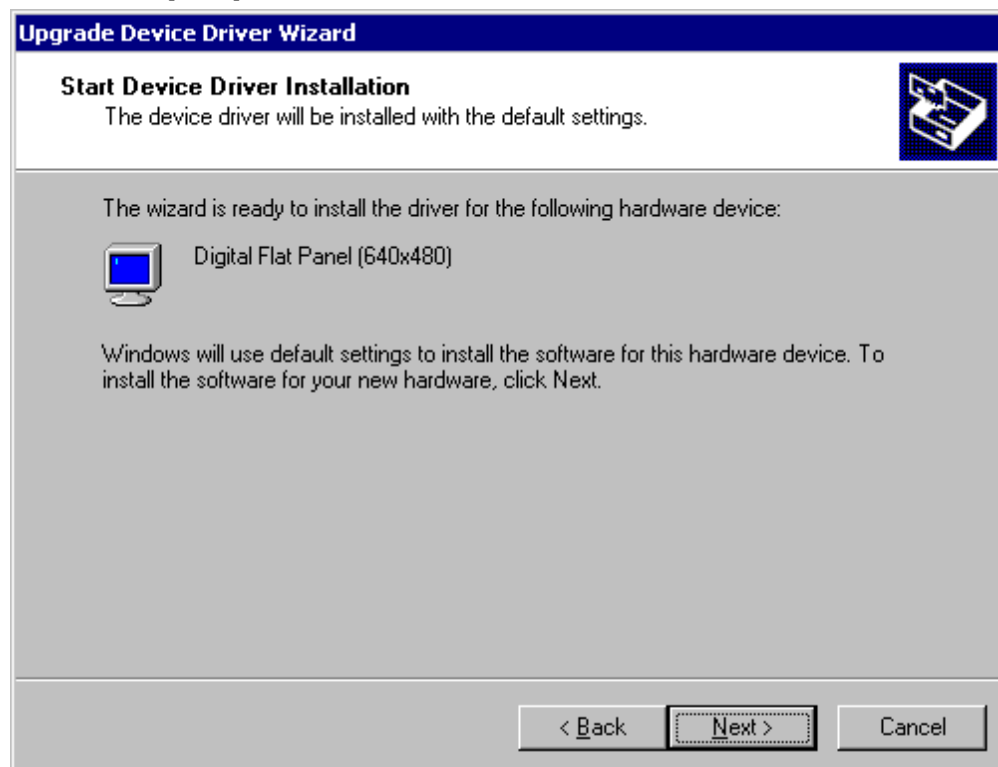 Upgrade Device Driver Wizard
Start Device Driver Installation
The device driver will be installed with the default settings.
The wizard is ready to install the driver for the following hardware device:
Digital Flat Panel (640x480)
Windows will use default settings to install the software for this hardware device. To
install the software for your new hardware, click Next.
< Back
Next >
Cancel